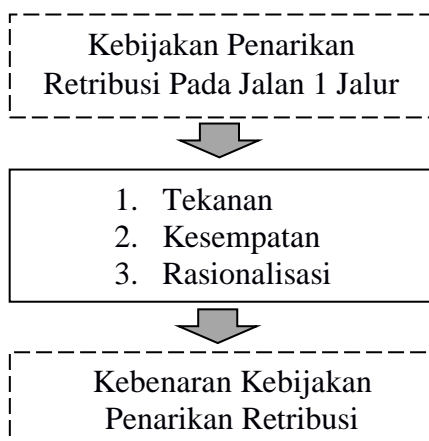 Kebijakan Penarikan
Retribusi Pada Jalan 1 Jalur
1. Tekanan
2. Kesempatan
3. Rasionalisasi
Kebenaran Kebijakan
Penarikan Retribusi